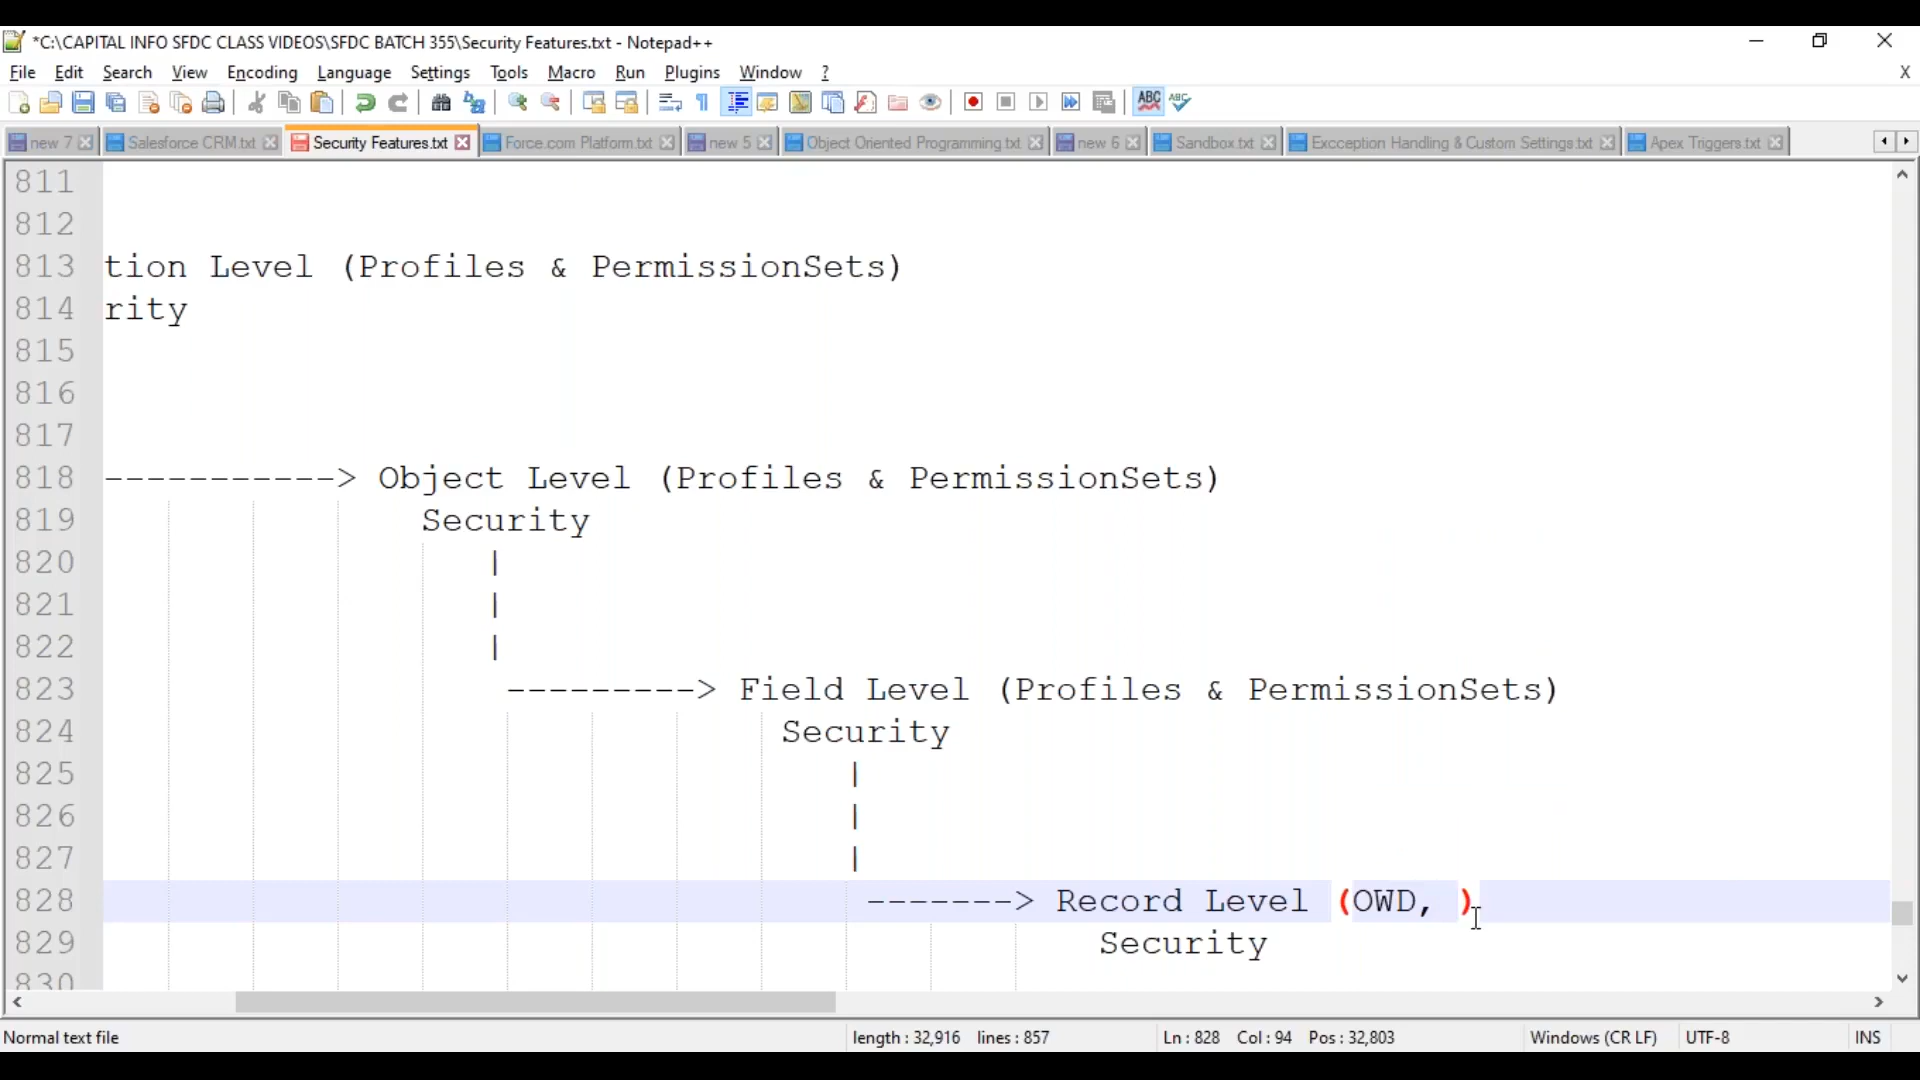 *C:\CAPITAL INFO SFDC CLASS VIDEOS\SFDC BATCH 355\Security Features.txt - Notepad++
File Edit Search View Encoding Language Settings Tools Macro Run Plugins Window ? X
ABC ABC
new 7 Salesforce CRM.txt Security Features.txt Force.com Platform.txt new 5 Object Oriented Programming.txt new 6 Sandbox.txt Excception Handling & Custom Settings.txt Apex Triggers.txt
811
812
813 tion Level (Profiles & PermissionSets)
814 rity
815
816
817
818 -----------> Object Level (Profiles & PermissionSets)
819 Security
820 |
821 |
822 |
823 ---------> Field Level (Profiles & PermissionSets)
824 Security
825 |
826 |
827 |
828 -------> Record Level (OWD, )
829 Security
830
Normal text file length : 32,916 lines : 857 Ln : 828 Col : 94 Pos : 32,803 Windows (CR LF) UTF-8 INS